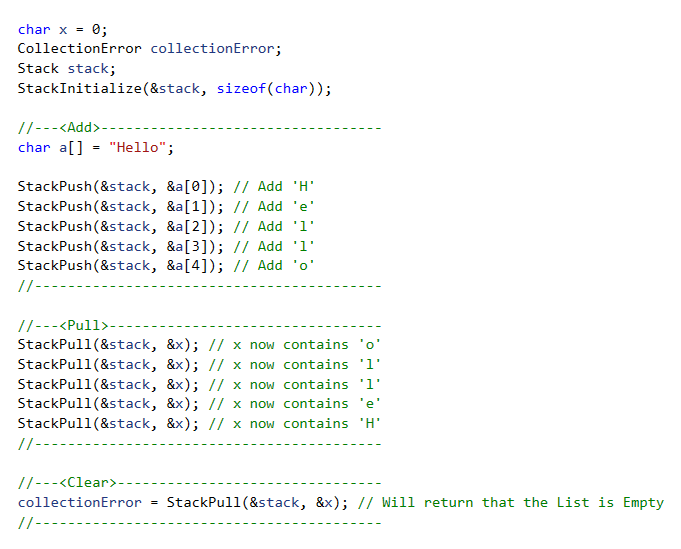 char x = 0;
CollectionError collectionError;
Stack stack;
StackInitialize(&stack, sizeof(char));
//---<Add>----------------------------------
char a[] = "Hello";
StackPush(&stack, &a[0]); // Add 'H'
StackPush(&stack, &a[1]); // Add 'e'
StackPush(&stack, &a[2]); // Add 'l'
StackPush(&stack, &a[3]); // Add 'l'
StackPush(&stack, &a[4]); // Add 'o'
//------------------------------------------
//---<Pull>---------------------------------
StackPull(&stack, &x); // x now contains 'o'
StackPull(&stack, &x); // x now contains 'l'
StackPull(&stack, &x); // x now contains 'l'
StackPull(&stack, &x); // x now contains 'e'
StackPull(&stack, &x); // x now contains 'H'
//------------------------------------------
//---<Clear>--------------------------------
collectionError = StackPull(&stack, &x); // Will return that the List is Empty
//------------------------------------------